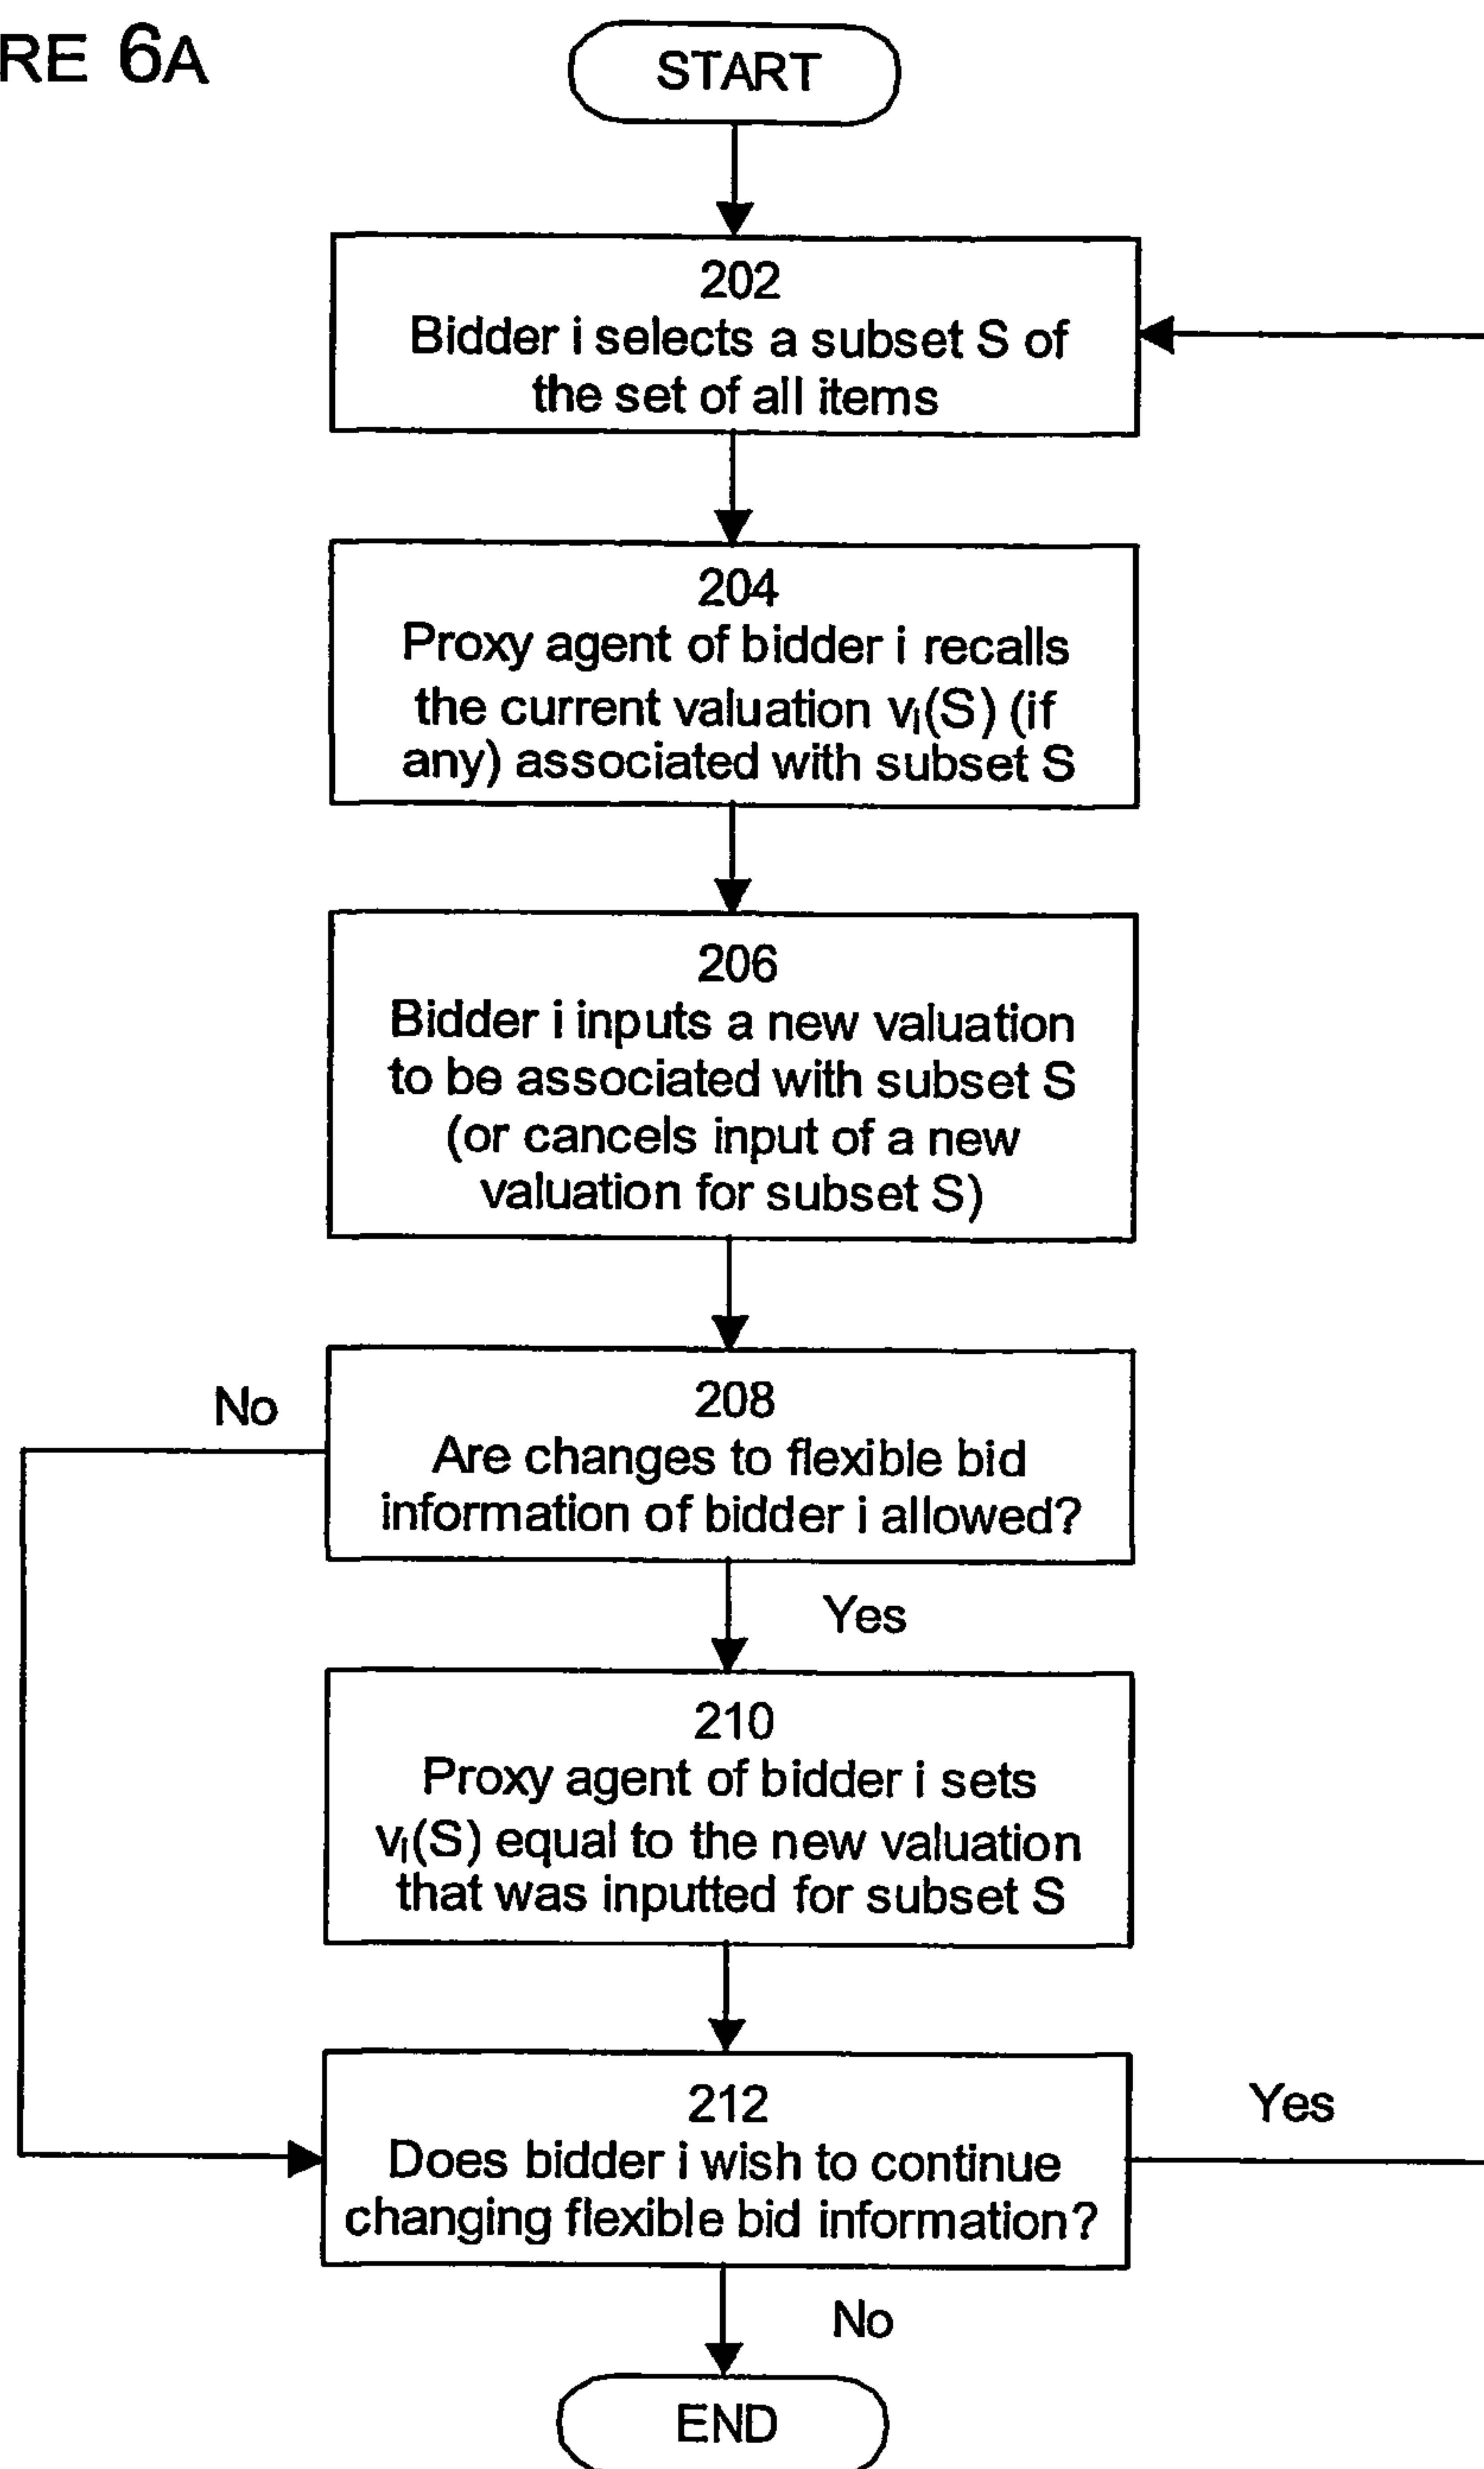 RE 6A
START
202
Bidder i selects a subset S of
the set of all items
204
Proxy agent of bidder i recalls
the current valuation vᵢ(S) (if
any) associated with subset S
206
Bidder i inputs a new valuation
to be associated with subset S
(or cancels input of a new
valuation for subset S)
208
Are changes to flexible bid
information of bidder i allowed?
No
Yes
210
Proxy agent of bidder i sets
vᵢ(S) equal to the new valuation
that was inputted for subset S
212
Does bidder i wish to continue
changing flexible bid information?
Yes
No
END